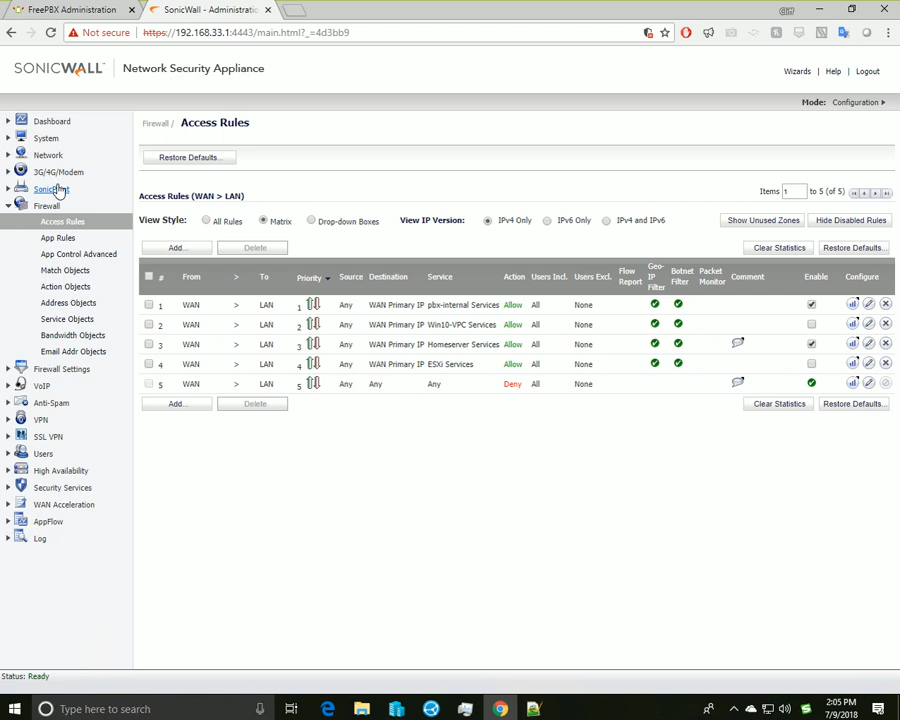 FreePBX Administration
SonicWall - Administratio
Not secure
https://192.168.33.1:4443/main.html?_=4d3bb9
SONICWALL
Network Security Appliance
Wizards | Help | Logout
Mode: Configuration
Dashboard
System
Network
3G/4G/Modem
Firewall
Access Rules
App Rules
App Control Advanced
Match Objects
Action Objects
Address Objects
Service Objects
Bandwidth Objects
Email Addr Objects
Firewall Settings
VoIP
Anti-Spam
VPN
SSL VPN
Users
High Availability
Security Services
WAN Acceleration
AppFlow
Log
Firewall / Access Rules
Restore Defaults...
Access Rules (WAN > LAN)
Items 1 to 5 (of 5)
View Style: All Rules Matrix Drop-down Boxes View IP Version: IPv4 Only IPv6 Only IPv4 and IPv6 Show Unused Zones Hide Disabled Rules
Add... Delete Clear Statistics Restore Defaults...
# From > To Priority Source Destination Service Action Users Incl. Users Excl. Flow Report Geo-IP Filter Botnet Filter Packet Monitor Comment Enable Configure
1 WAN > LAN 1 Any WAN Primary IP pbx-internal Services Allow All None
2 WAN > LAN 2 Any WAN Primary IP Win10-VPC Services Allow All None
3 WAN > LAN 3 Any WAN Primary IP Homeserver Services Allow All None
4 WAN > LAN 4 Any WAN Primary IP ESXi Services Allow All None
5 WAN > LAN 5 Any Any Any Deny All None
Add... Delete Clear Statistics Restore Defaults...
Status: Ready
Type here to search
2:05 PM
7/9/2018